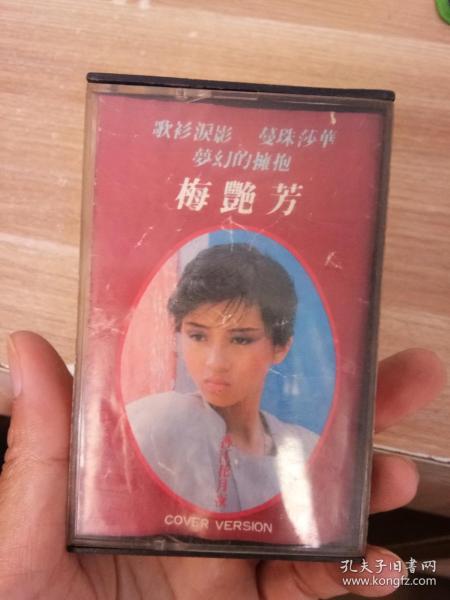 歌衫淚影 蔓珠莎華
夢幻的擁抱
梅艷芳
COVER VERSION
孔夫子旧书网
www.kongfz.com